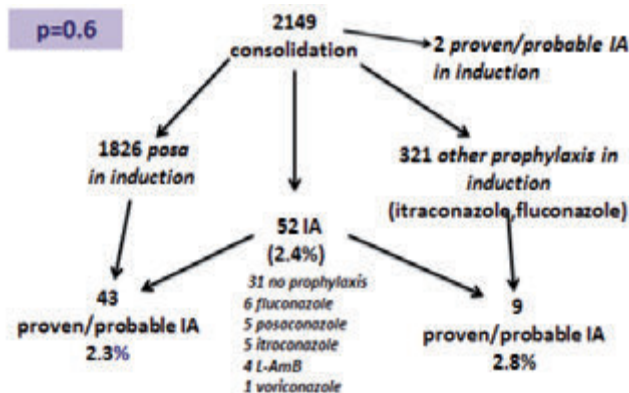 p=0.6
2149
consolidation
2 proven/probable IA
in induction
1826 posa
in induction
321 other prophylaxis in
induction
(itraconazole,fluconazole)
52 IA
(2.4%)
31 no prophylaxis
6 fluconazole
5 posaconazole
5 itroconazole
4 L-AmB
1 voriconazole
43
proven/probable IA
2.3%
9
proven/probable IA
2.8%